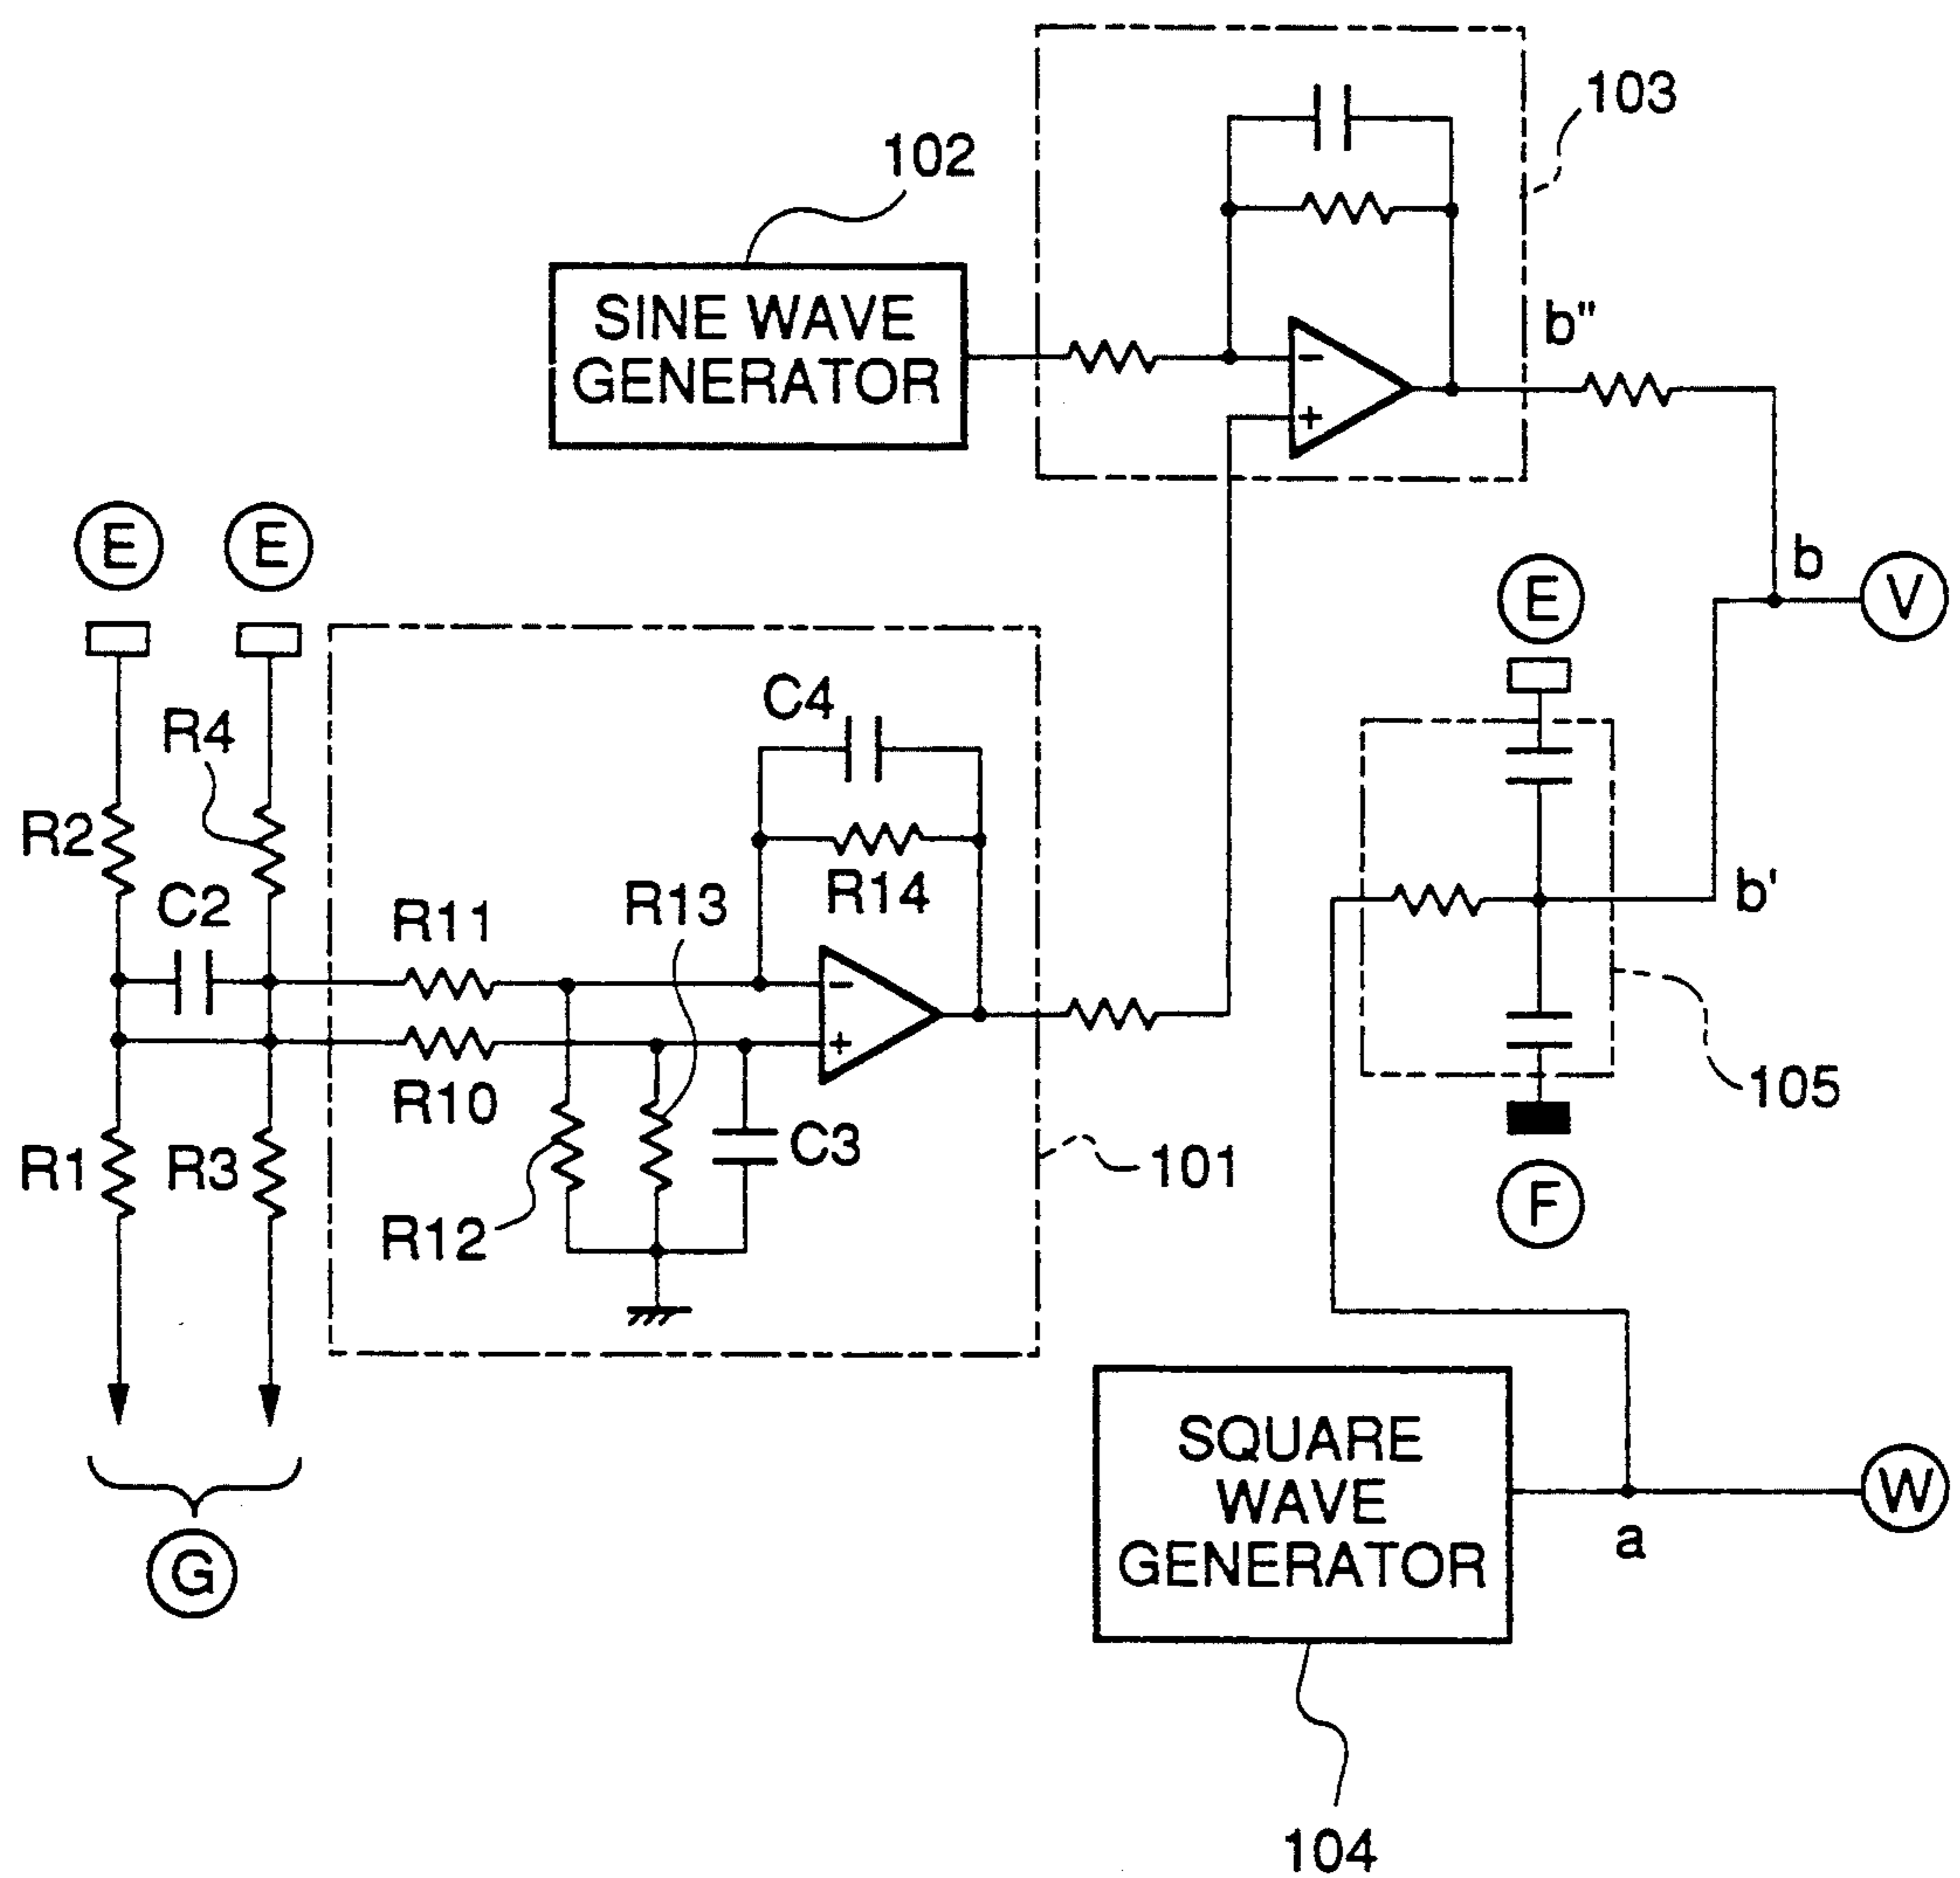 103
102
SINE WAVE
GENERATOR
−
+
b"
E
E
E
b
V
R4
C4
R2
C2
R11
R13
R14
b'
−
+
R10
R1
R3
C3
R12
101
105
F
SQUARE
WAVE
GENERATOR
a
W
G
104